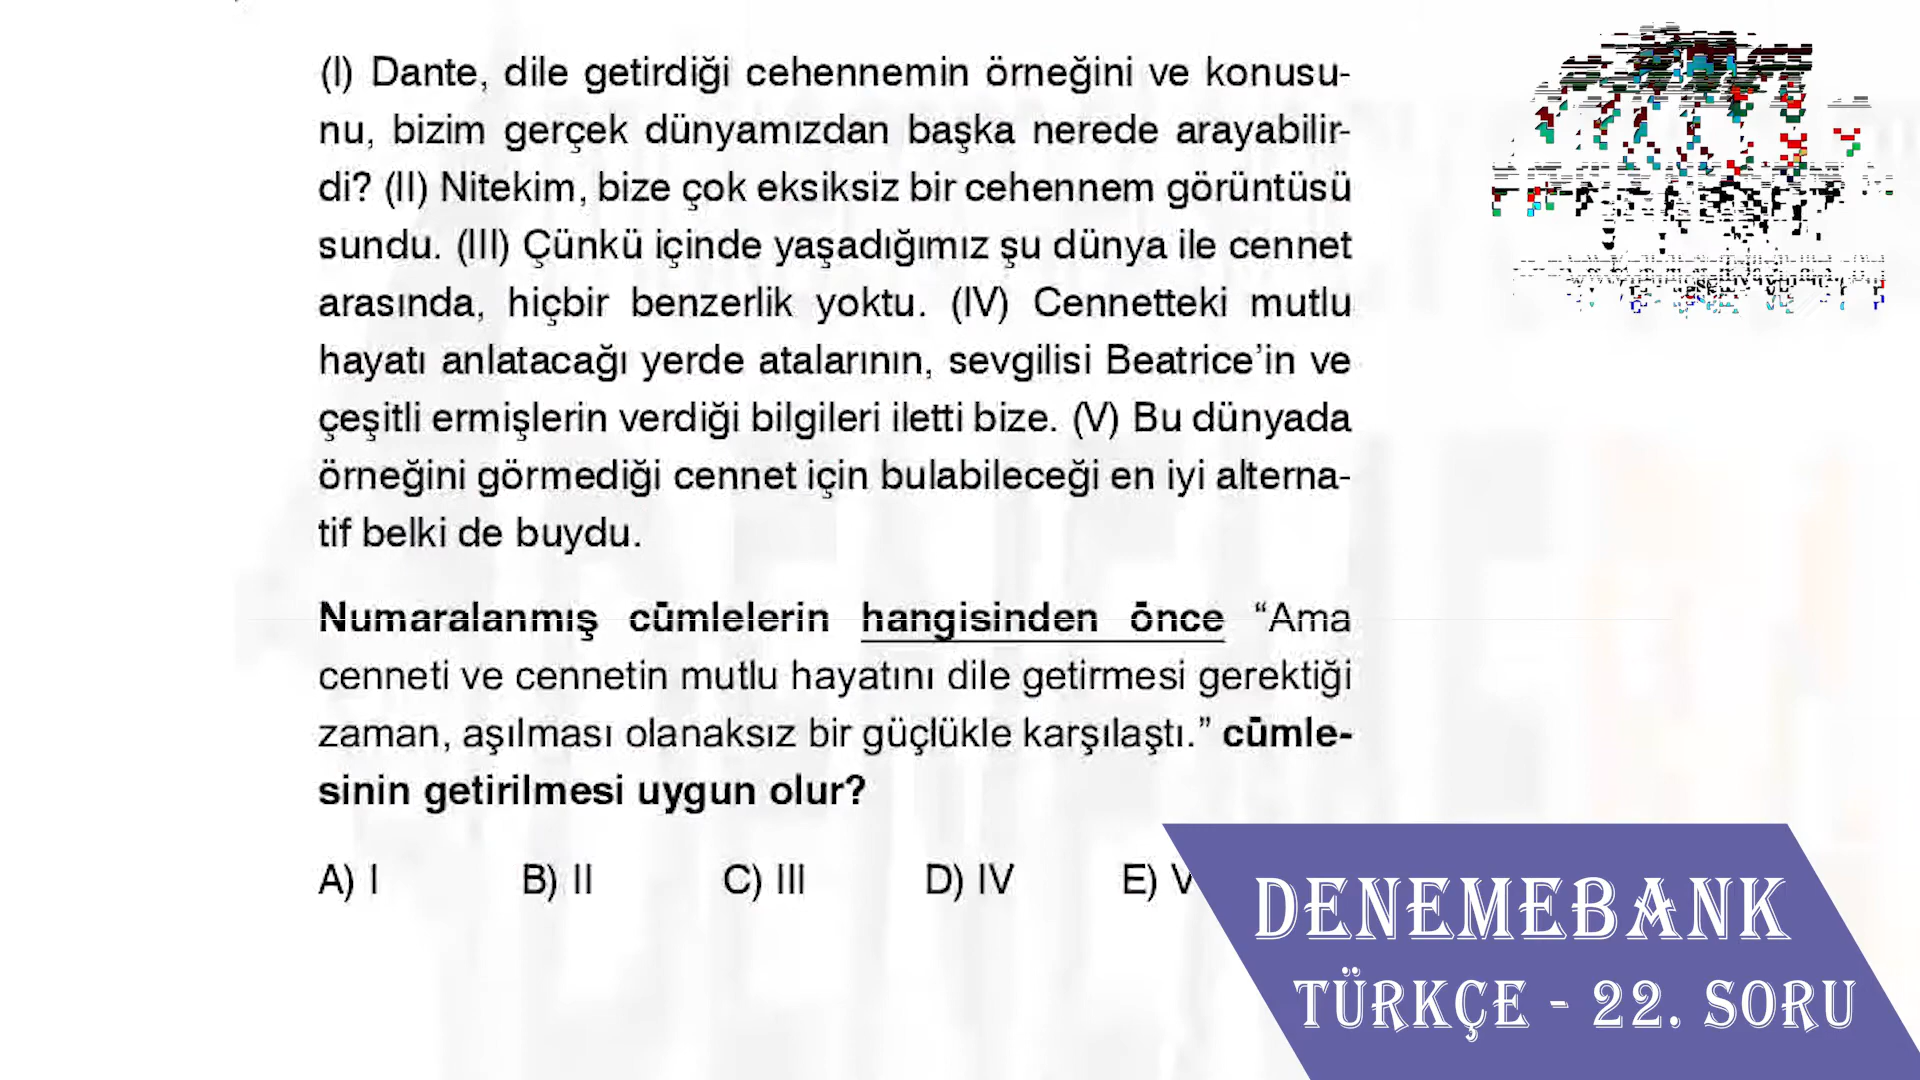 (I) Dante, dile getirdiği cehennemin örneğini ve konusu-
nu, bizim gerçek dünyamızdan başka nerede arayabilir-
di? (II) Nitekim, bize çok eksiksiz bir cehennem görüntüsü
sundu. (III) Çünkü içinde yaşadığımız şu dünya ile cennet
arasında, hiçbir benzerlik yoktu. (IV) Cennetteki mutlu
hayatı anlatacağı yerde atalarının, sevgilisi Beatrice'in ve
çeşitli ermişlerin verdiği bilgileri iletti bize. (V) Bu dünyada
örneğini görmediği cennet için bulabileceği en iyi alterna-
tif belki de buydu.
Numaralanmış cümlelerin hangisinden önce "Ama
cenneti ve cennetin mutlu hayatını dile getirmesi gerektiği
zaman, aşılması olanaksız bir güçlükle karşılaştı." cümle-
sinin getirilmesi uygun olur?
A) I B) II C) III D) IV E) V
DENEMEBANK
TÜRKÇE - 22. SORU